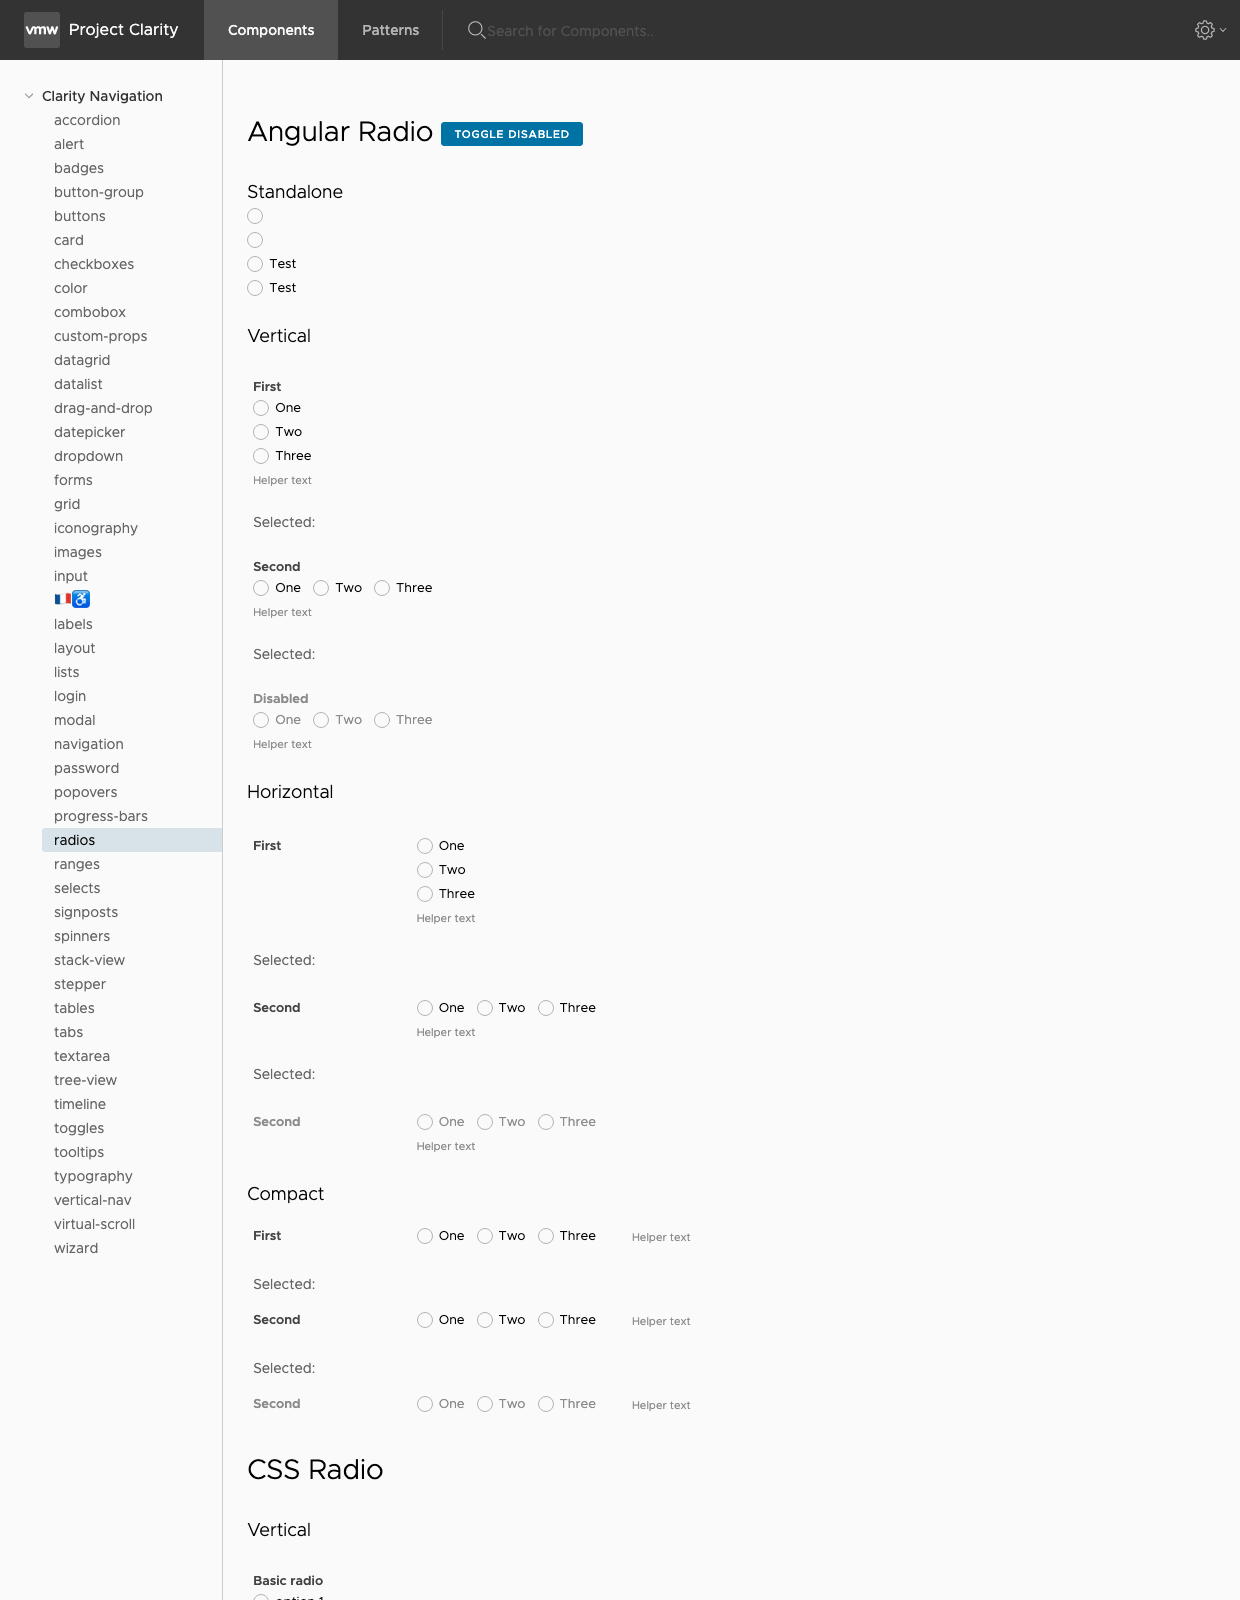 vmw Project Clarity Components Patterns Search for Components..
Clarity Navigation
accordion
alert
badges
button-group
buttons
card
checkboxes
color
combobox
custom-props
datagrid
datalist
drag-and-drop
datepicker
dropdown
forms
grid
iconography
images
input
🇫🇷♿
labels
layout
lists
login
modal
navigation
password
popovers
progress-bars
radios
ranges
selects
signposts
spinners
stack-view
stepper
tables
tabs
textarea
tree-view
timeline
toggles
tooltips
typography
vertical-nav
virtual-scroll
wizard
Angular Radio TOGGLE DISABLED
Standalone
Test
Test
Vertical
First
One
Two
Three
Helper text
Selected:
Second
One Two Three
Helper text
Selected:
Disabled
One Two Three
Helper text
Horizontal
First One
Two
Three
Helper text
Selected:
Second One Two Three
Helper text
Selected:
Second One Two Three
Helper text
Compact
First One Two Three Helper text
Selected:
Second One Two Three Helper text
Selected:
Second One Two Three Helper text
CSS Radio
Vertical
Basic radio
option 1